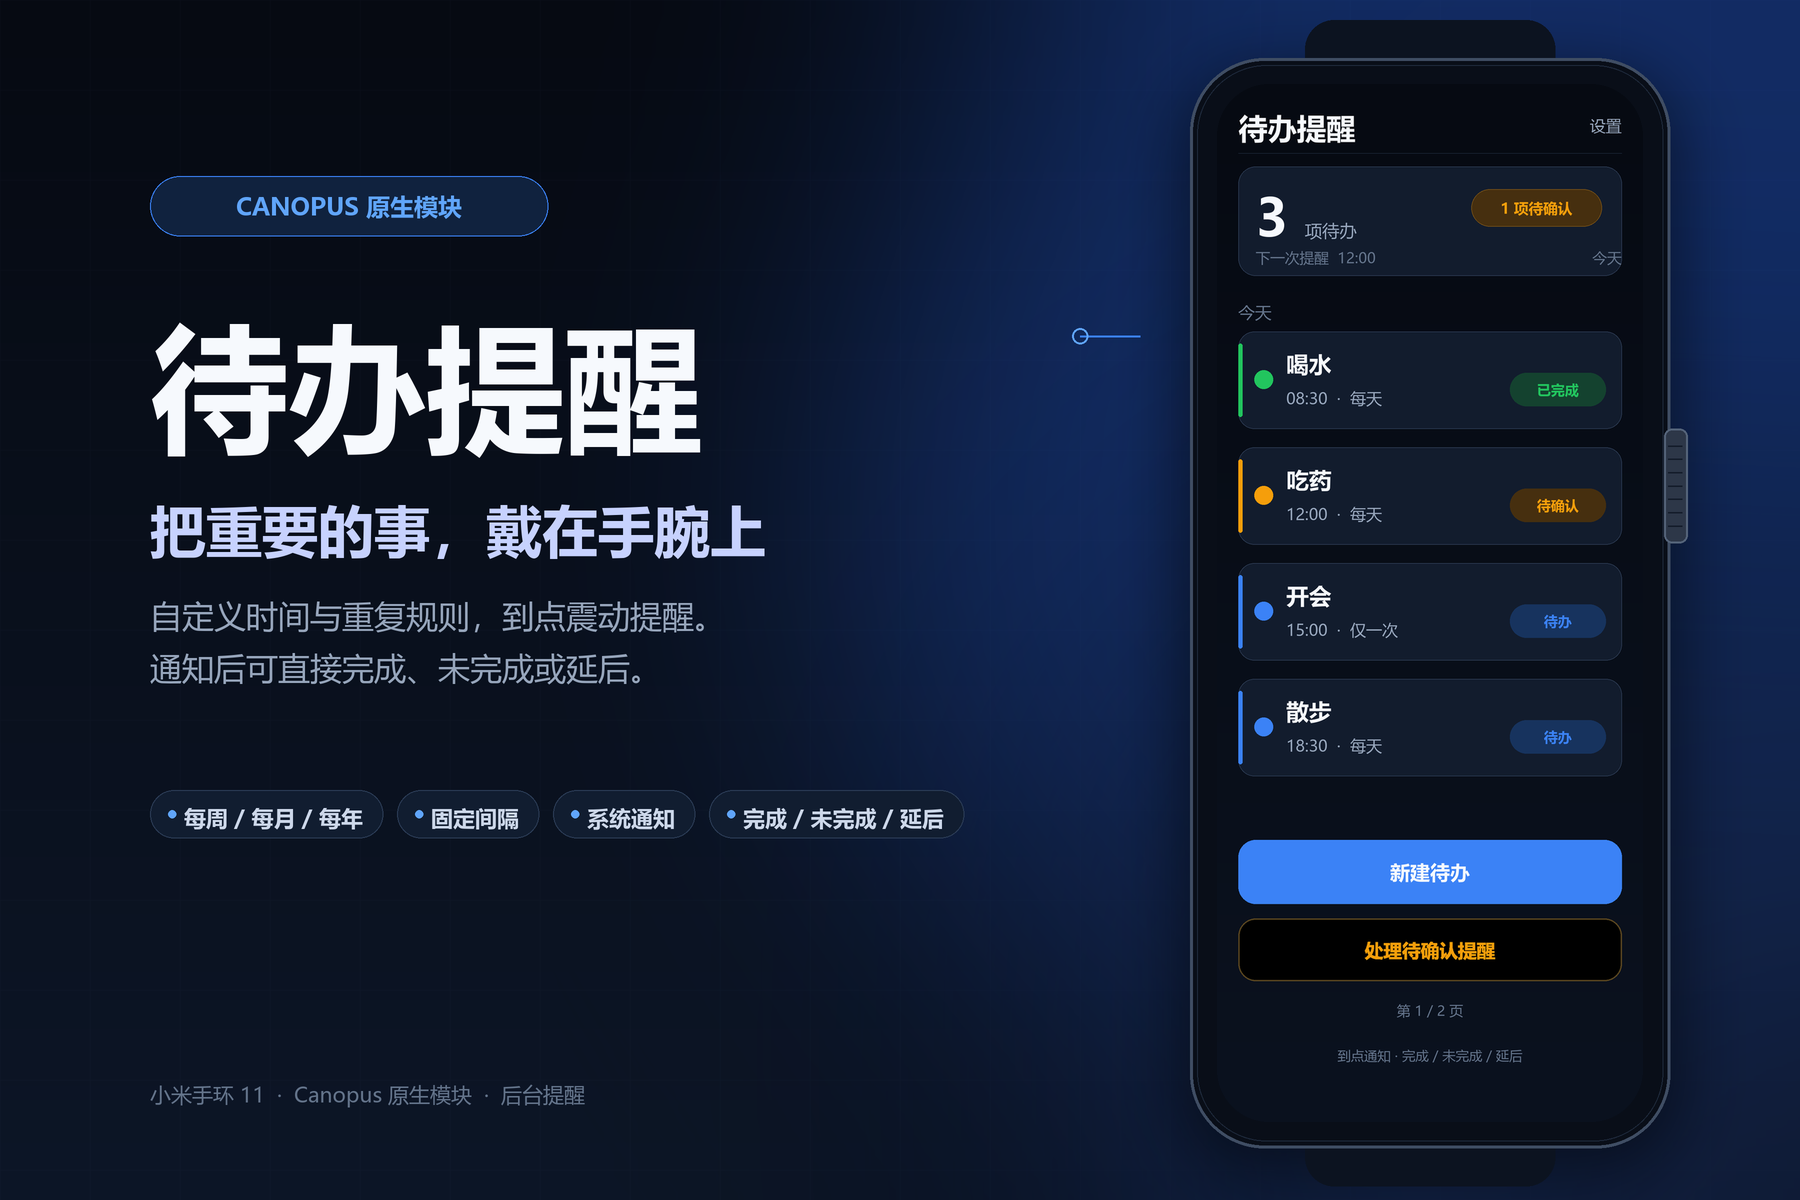 CANOPUS 原生模块
待办提醒
把重要的事，戴在手腕上
自定义时间与重复规则，到点震动提醒。
通知后可直接完成、未完成或延后。
每周 / 每月 / 每年
固定间隔
系统通知
完成 / 未完成 / 延后
小米手环 11 · Canopus 原生模块 · 后台提醒
待办提醒 设置
3 项待办 1 项待确认
下一次提醒 12:00 今天
今天
喝水
08:30 · 每天 已完成
吃药
12:00 · 每天 待确认
开会
15:00 · 仅一次 待办
散步
18:30 · 每天 待办
新建待办
处理待确认提醒
第 1 / 2 页
到点通知 · 完成 / 未完成 / 延后